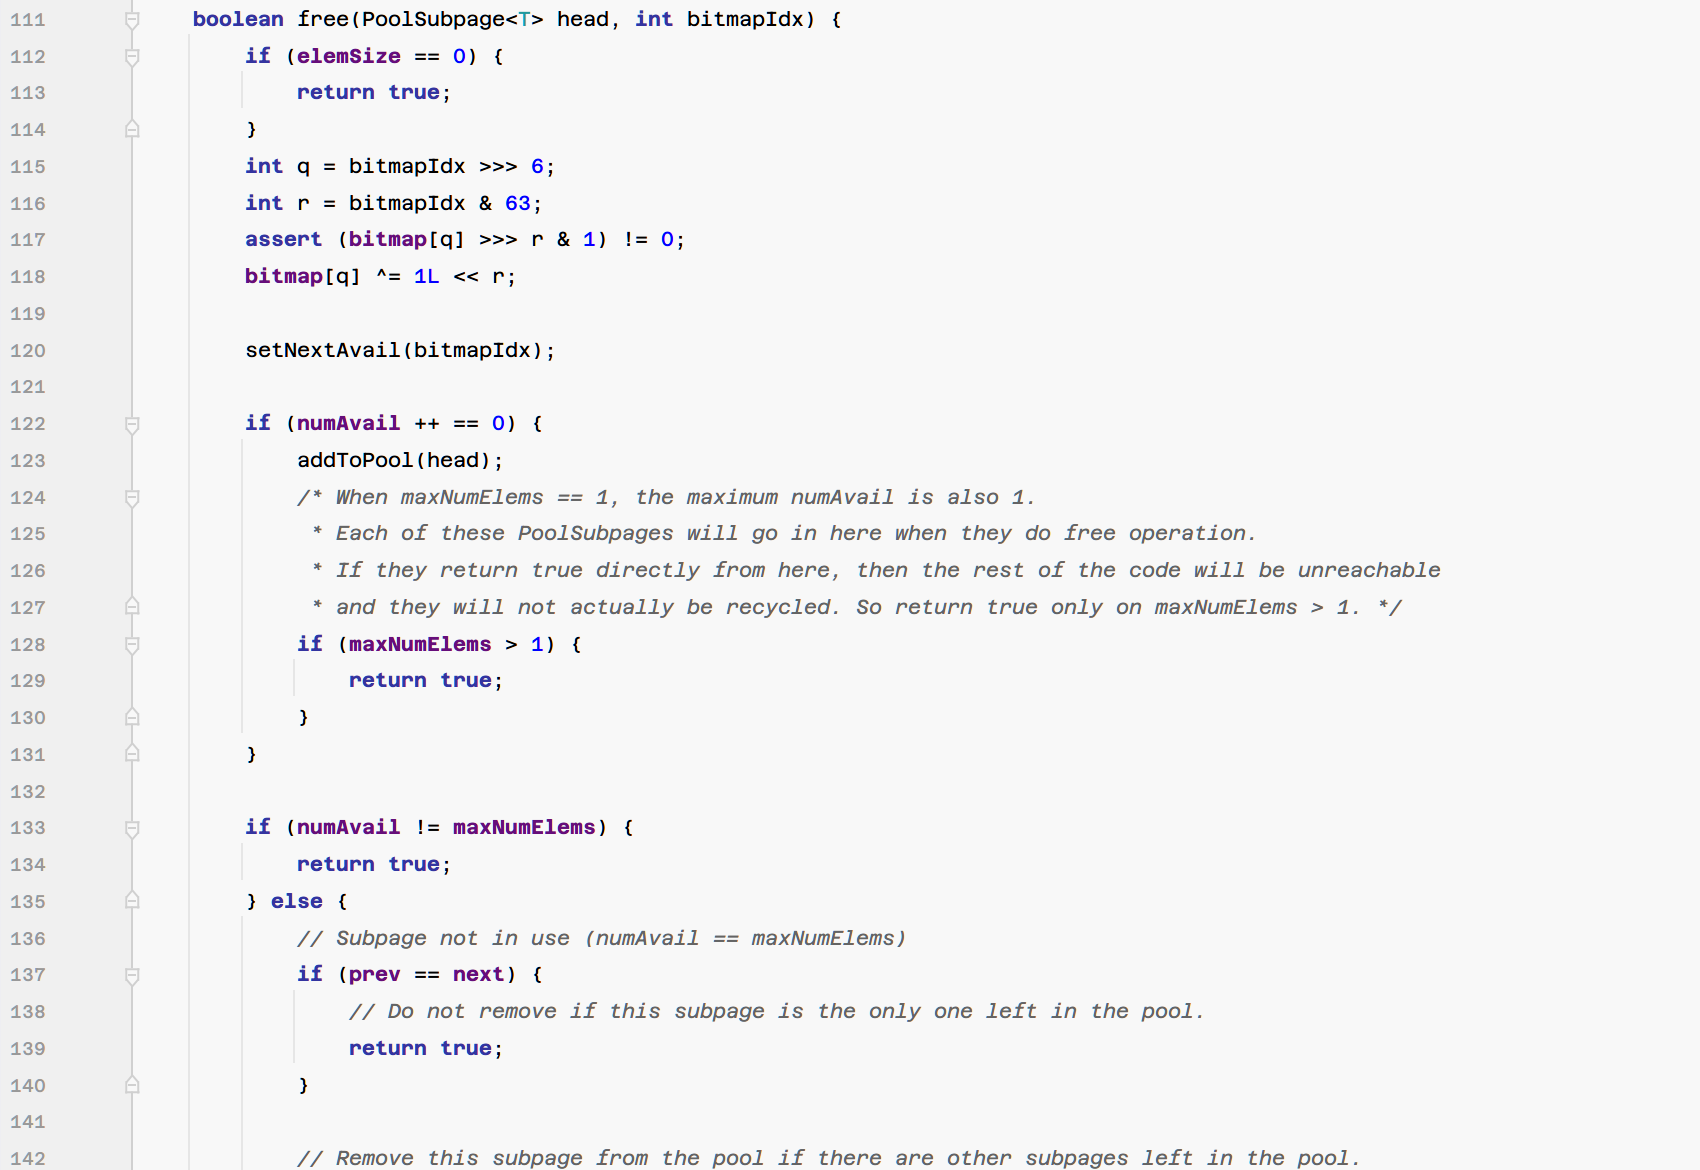 111 boolean free(PoolSubpage<T> head, int bitmapIdx) {
112 if (elemSize == 0) {
113 return true;
114 }
115 int q = bitmapIdx >>> 6;
116 int r = bitmapIdx & 63;
117 assert (bitmap[q] >>> r & 1) != 0;
118 bitmap[q] ^= 1L << r;
119
120 setNextAvail(bitmapIdx);
121
122 if (numAvail ++ == 0) {
123 addToPool(head);
124 /* When maxNumElems == 1, the maximum numAvail is also 1.
125 * Each of these PoolSubpages will go in here when they do free operation.
126 * If they return true directly from here, then the rest of the code will be unreachable
127 * and they will not actually be recycled. So return true only on maxNumElems > 1. */
128 if (maxNumElems > 1) {
129 return true;
130 }
131 }
132
133 if (numAvail != maxNumElems) {
134 return true;
135 } else {
136 // Subpage not in use (numAvail == maxNumElems)
137 if (prev == next) {
138 // Do not remove if this subpage is the only one left in the pool.
139 return true;
140 }
141
142 // Remove this subpage from the pool if there are other subpages left in the pool.